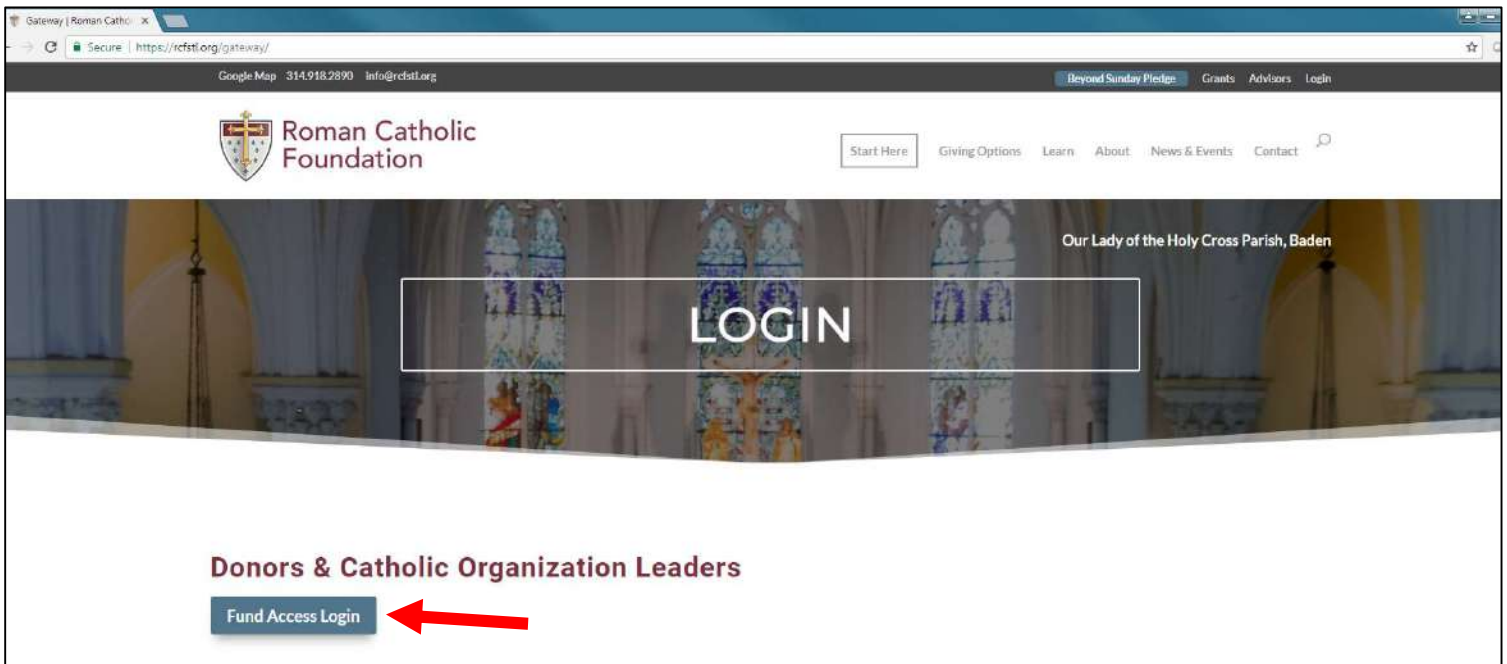 Gateway | Roman Catho
Secure | https://rcfstl.org/gateway/
Google Map 314.918.2890 info@rcfstl.org
Beyond Sunday Pledge Grants Advisors Login
Roman Catholic
Foundation
Start Here Giving Options Learn About News & Events Contact
Our Lady of the Holy Cross Parish, Baden
LOGIN
Donors & Catholic Organization Leaders
Fund Access Login